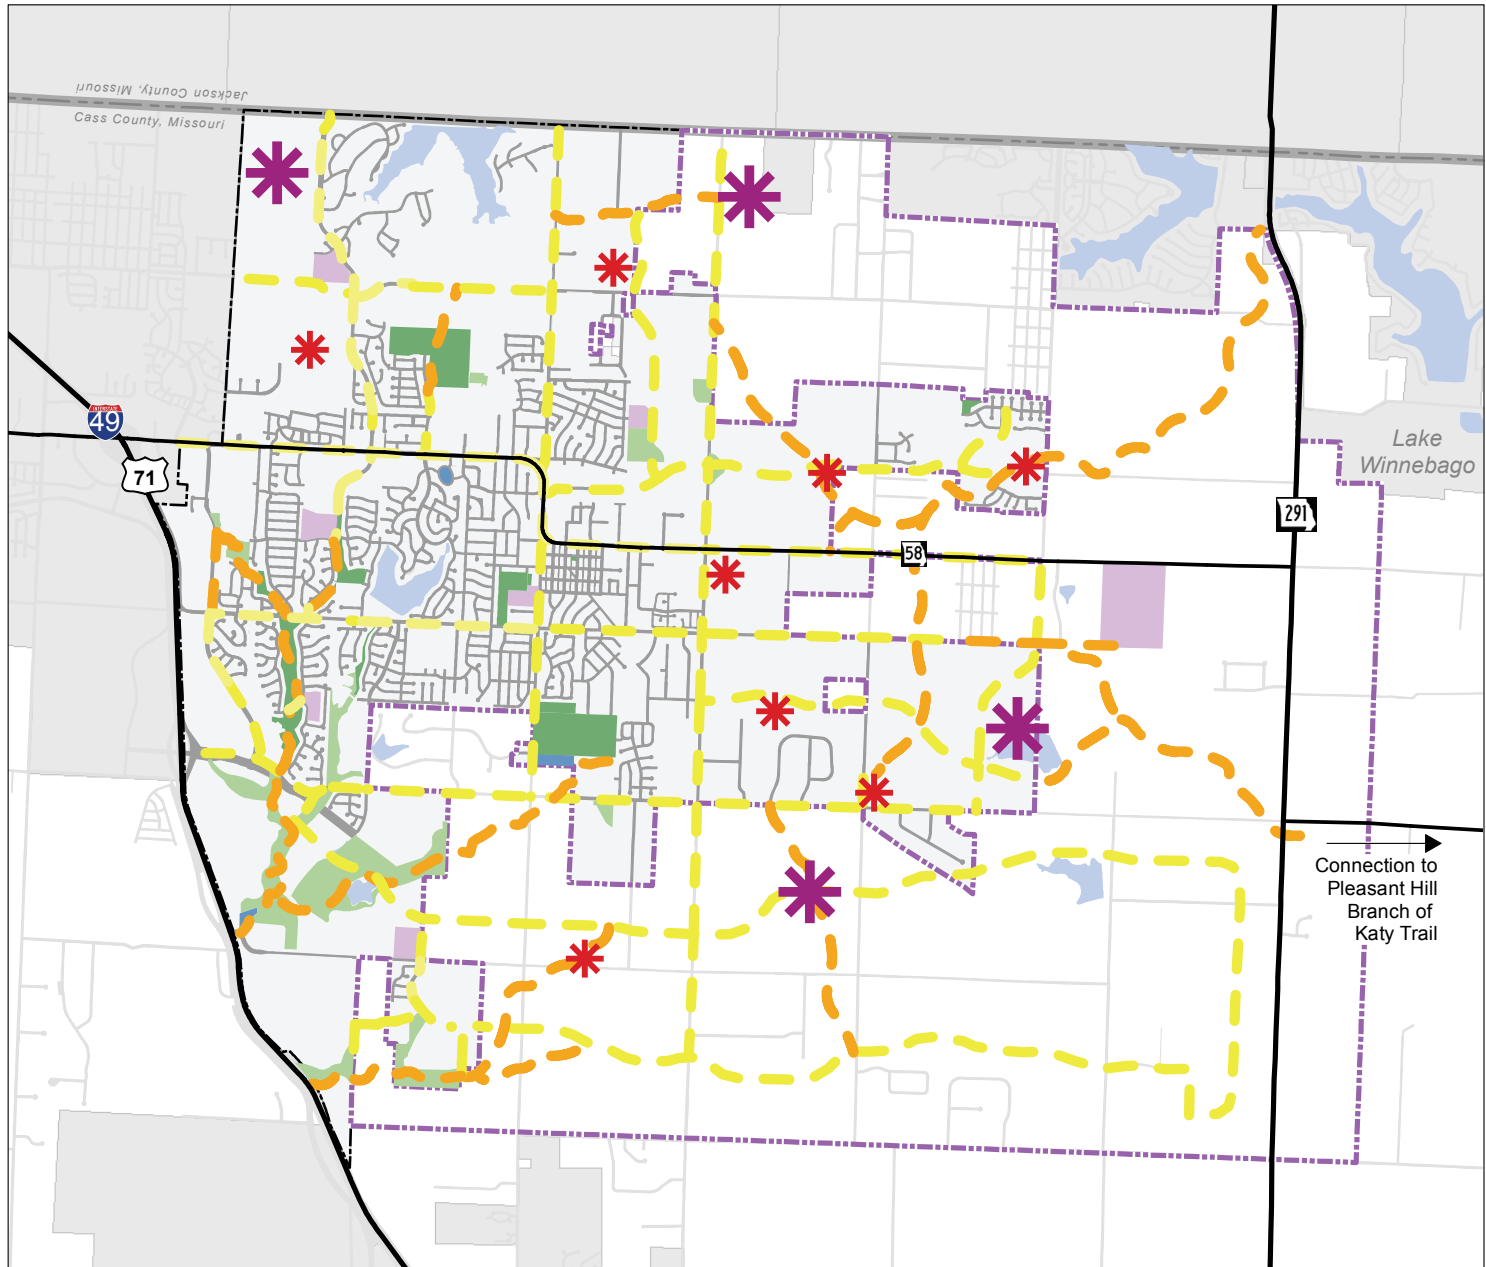 Jackson County, Missouri
Cass County, Missouri
INTERSTATE
49
71
Lake
Winnebago
291
58
Connection to
Pleasant Hill
Branch of
Katy Trail